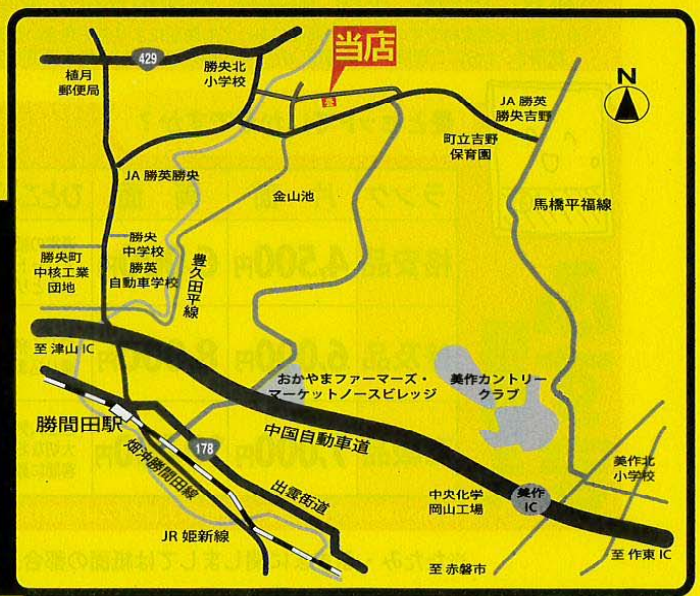 当店
429
植月
郵便局
勝央北
小学校
N
JA 勝英
勝央吉野
町立吉野
保育園
JA 勝英勝央
金山池
馬橋平福線
勝央
中学校
勝英
自動車学校
勝央町
中核工業
団地
豊久田平線
至 津山 IC
おかやまファーマーズ・
マーケットノースビレッジ
美作カントリー
クラブ
勝間田駅
中国自動車道
178
畑沖勝間田線
出雲街道
美作北
小学校
中央化学
岡山工場
美作
IC
JR 姫新線
至 赤磐市
至 作東 IC